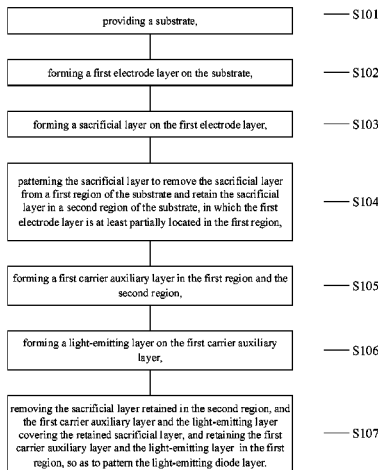 providing a substrate,
S101
forming a first electrode layer on the substrate,
S102
forming a sacrificial layer on the first electrode layer,
S103
patterning the sacrificial layer to remove the sacrificial layer
from a first region of the substrate and retain the sacrificial
layer in a second region of the substrate, in which the first
electrode layer is at least partially located in the first region,
S104
forming a first carrier auxiliary layer in the first region and the
second region,
S105
forming a light-emitting layer on the first carrier auxiliary
layer,
S106
removing the sacrificial layer retained in the second region, and
the first carrier auxiliary layer and the light-emitting layer
covering the retained sacrificial layer, and retaining the first
carrier auxiliary layer and the light-emitting layer in the first
region, so as to pattern the light-emitting diode layer.
S107